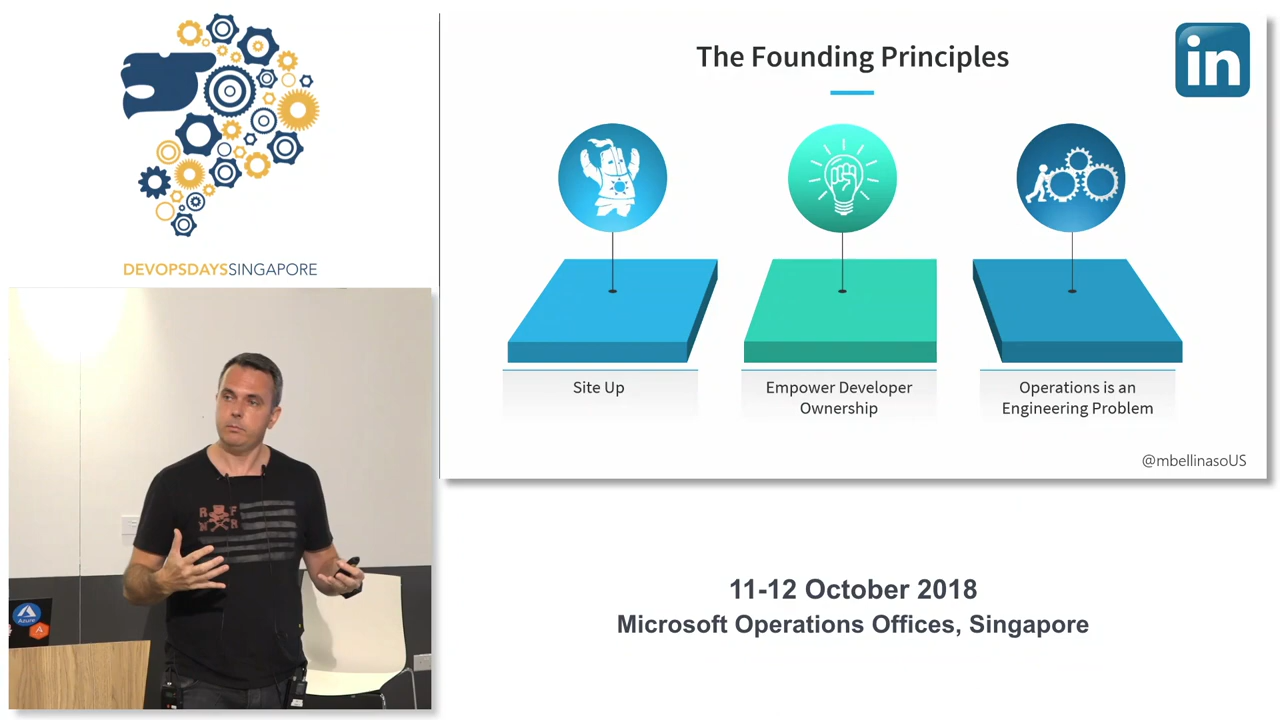 DEVOPSDAYSSINGAPORE
The Founding Principles
in
Site Up
Empower Developer
Ownership
Operations is an
Engineering Problem
@mbellinasoUS
Azure
11-12 October 2018
Microsoft Operations Offices, Singapore